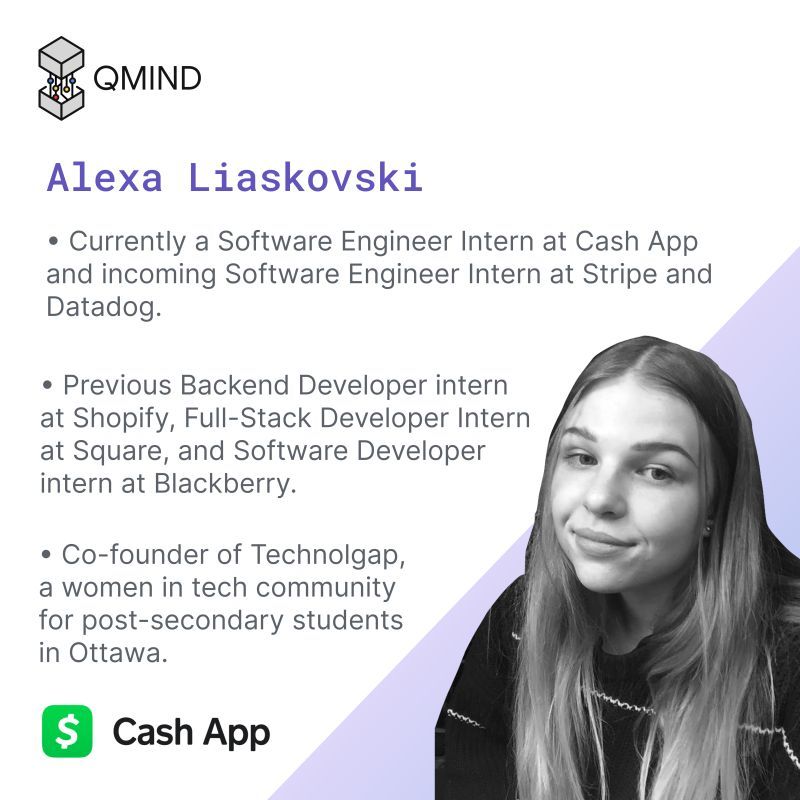 QMIND
Alexa Liaskovski
• Currently a Software Engineer Intern at Cash App
and incoming Software Engineer Intern at Stripe and
Datadog.
• Previous Backend Developer intern
at Shopify, Full-Stack Developer Intern
at Square, and Software Developer
intern at Blackberry.
• Co-founder of Technolgap,
a women in tech community
for post-secondary students
in Ottawa.
$ Cash App